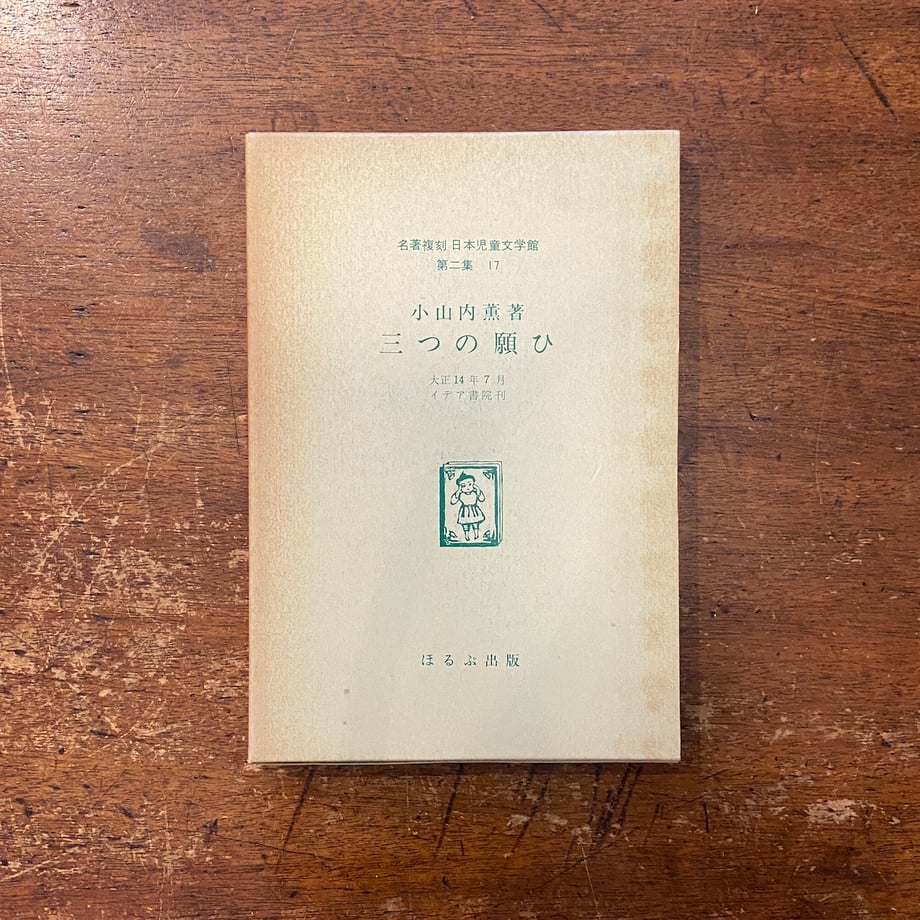 名著複刻 日本児童文学館
第二集 17
小山内薫著
三つの願ひ
大正14年7月
イデア書院刊
ほるぷ出版